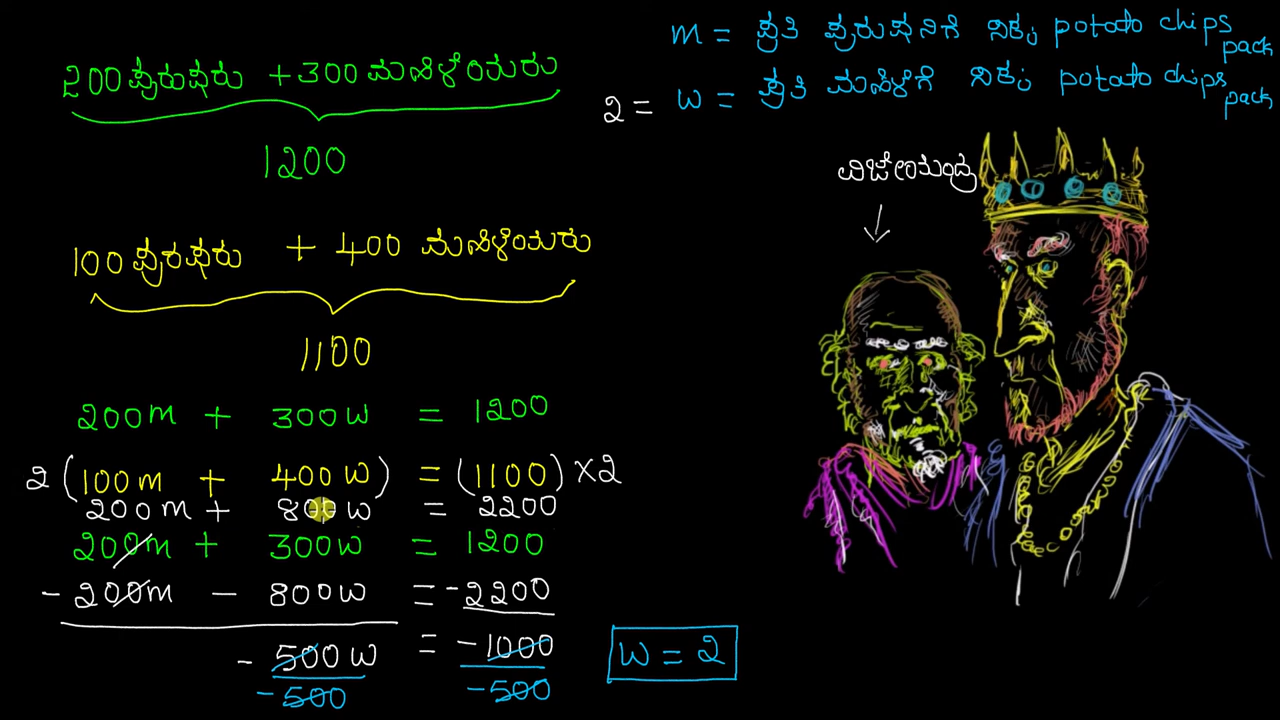 200 ಪುರುಷರು + 300 ಮಹಿಳೆಯರು
1200
100 ಪುರುಷರು + 400 ಮಹಿಳೆಯರು
1100
200m + 300w = 1200
2 (100m + 400w) = (1100) × 2
200m + 800w = 2200
200m + 300w = 1200
- 200m - 800w = -2200
- 500w = - 1000
-500 -500
w = 2
m = ಪ್ರತಿ ಪುರುಷನಿಗೆ ಸಿಕ್ಕ potato chips pack
2 = w = ಪ್ರತಿ ಮಹಿಳೆಗೆ ಸಿಕ್ಕ potato chips pack